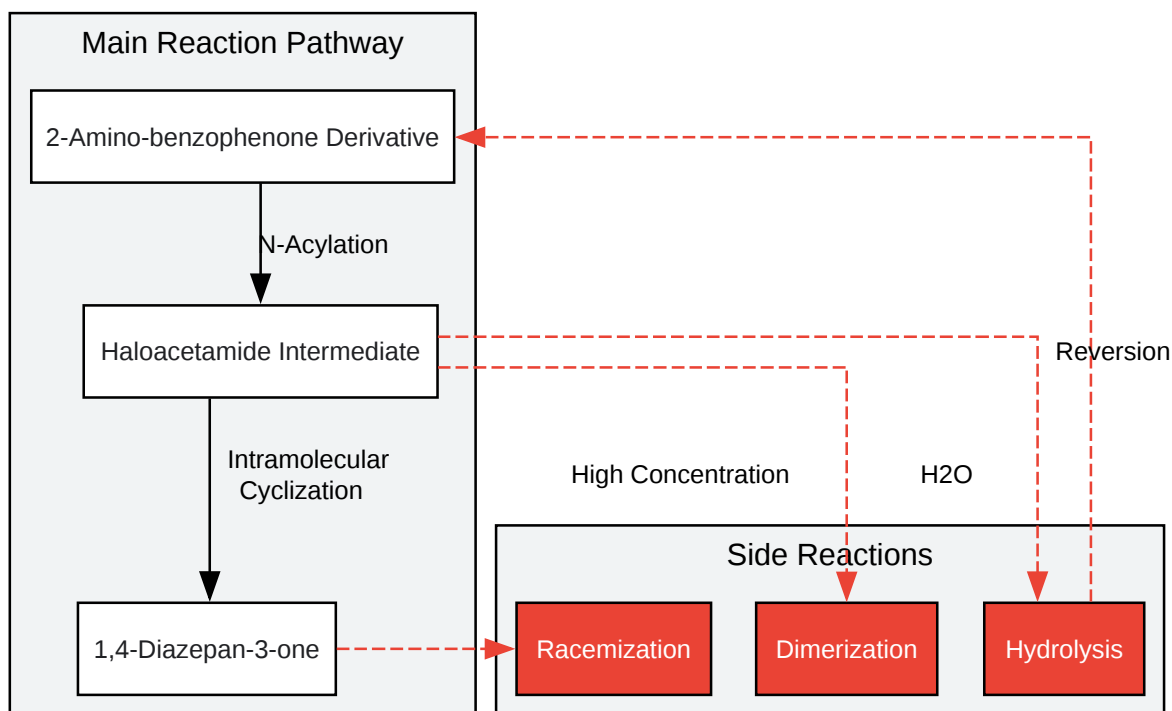 Main Reaction Pathway
2-Amino-benzophenone Derivative
N-Acylation
Haloacetamide Intermediate
Reversion
Intramolecular
Cyclization
High Concentration
H2O
Side Reactions
1,4-Diazepan-3-one
Racemization
Dimerization
Hydrolysis